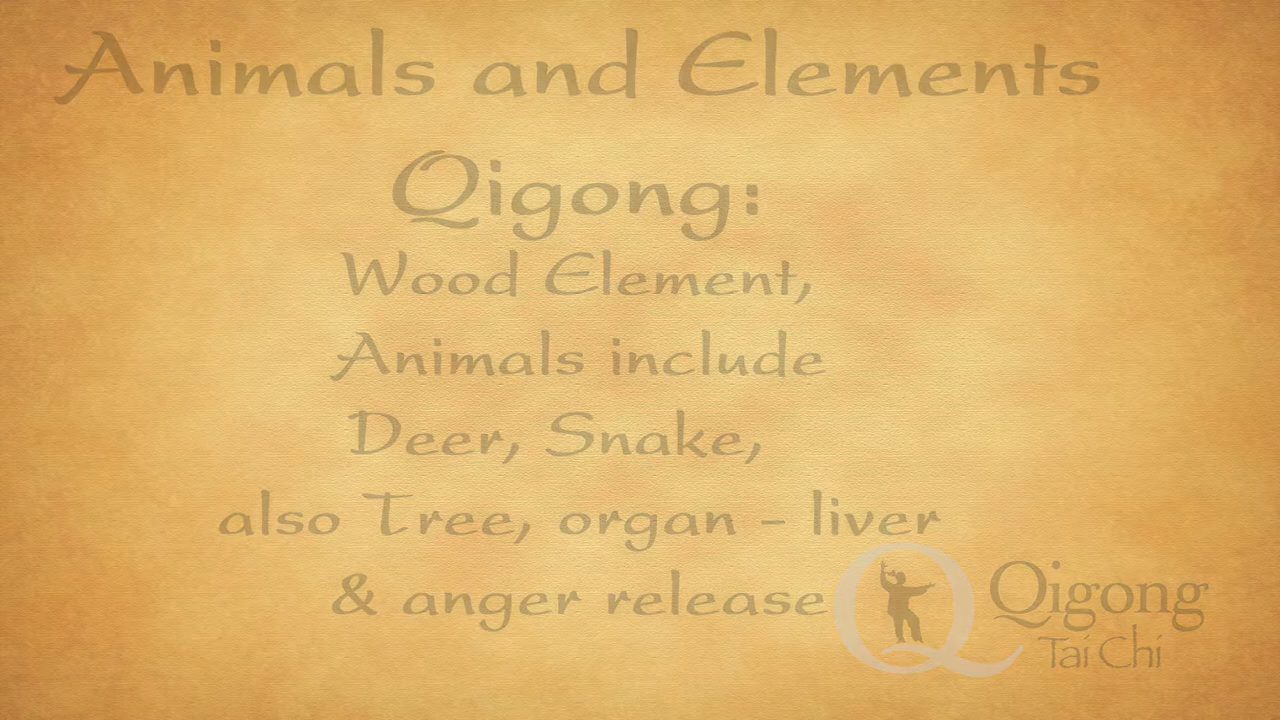 Animals and Elements
Qigong:
Wood Element,
Animals include
Deer, Snake,
also Tree, organ - liver
& anger release
Qigong
Tai Chi